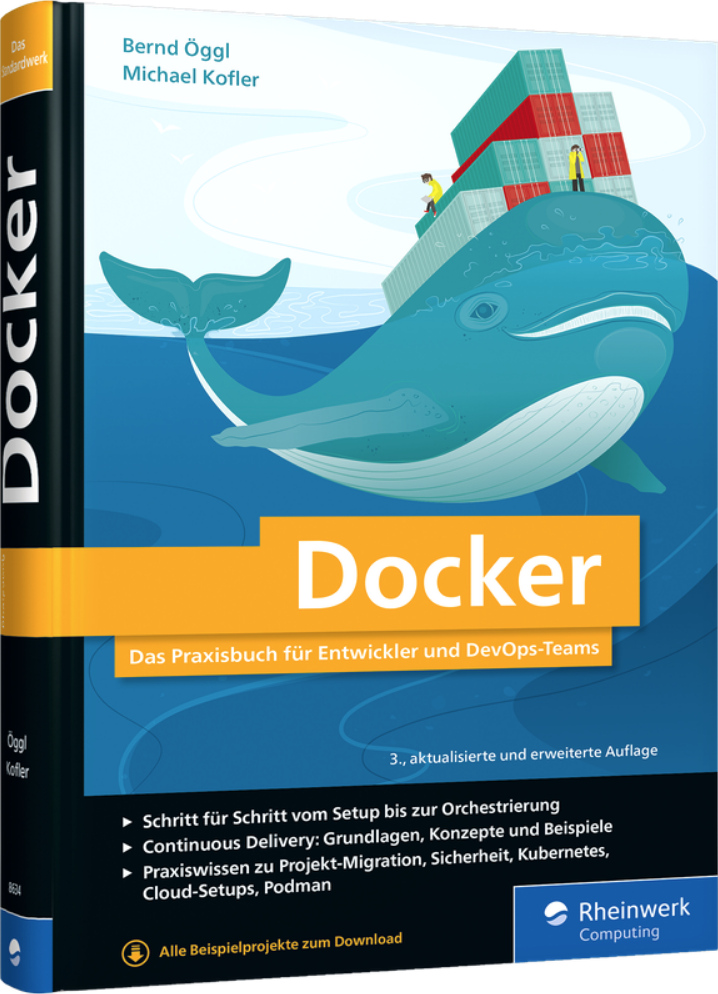 Das
Standardwerk
Docker
Öggl
Kofler
8634
Bernd Öggl
Michael Kofler
Docker
Das Praxisbuch für Entwickler und DevOps-Teams
3., aktualisierte und erweiterte Auflage
▶ Schritt für Schritt vom Setup bis zur Orchestrierung
▶ Continuous Delivery: Grundlagen, Konzepte und Beispiele
▶ Praxiswissen zu Projekt-Migration, Sicherheit, Kubernetes,
Cloud-Setups, Podman
Alle Beispielprojekte zum Download
Rheinwerk
Computing